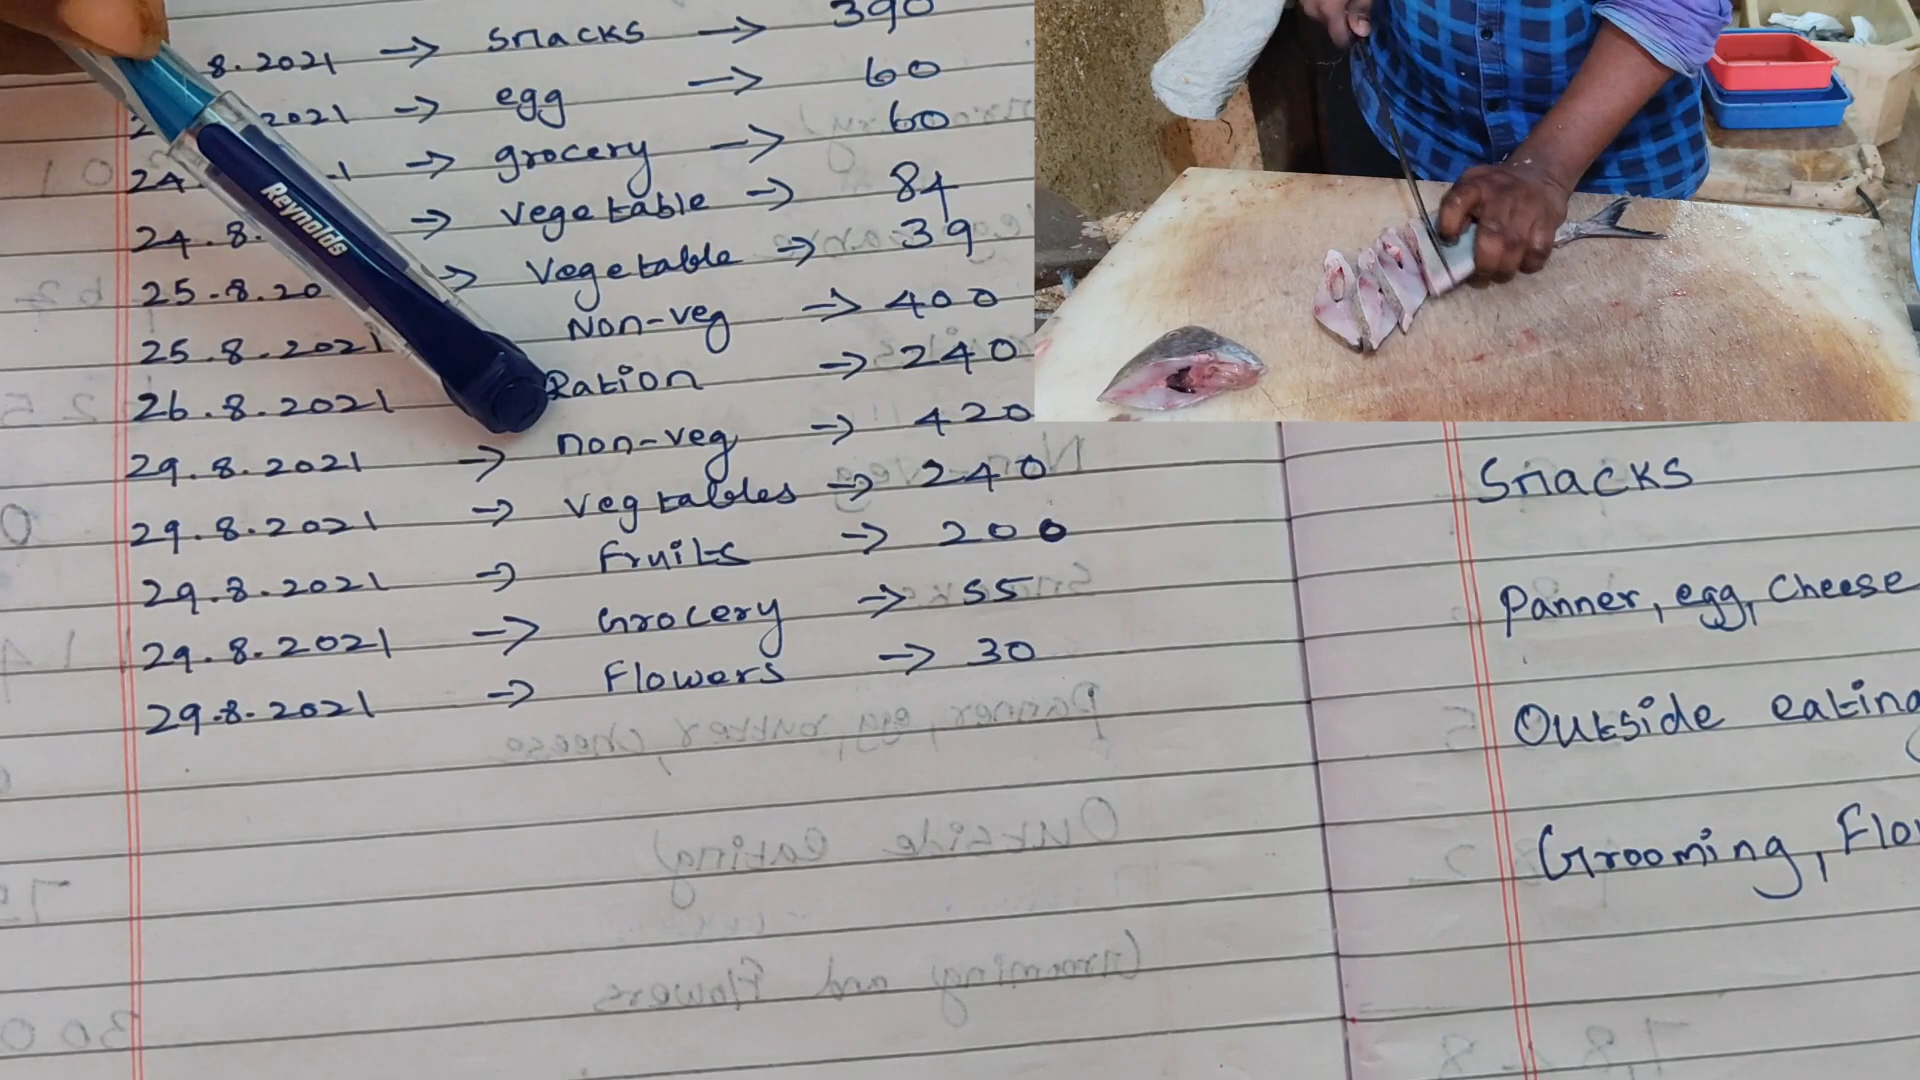 8.2021 → Snacks → 390
2021 → egg → 60
24. 1 → grocery → 60
24.8. → Vegetable → 84
25.8.20 → Vegetable → 39
25.8.2021 Non-veg → 400
26.8.2021 Ration → 240
29.8.2021 → non-veg → 420
29.8.2021 → Vegtables → 240
29.8.2021 → Fruits → 200
29.8.2021 → Grocery → 55
29.8.2021 → Flowers → 30
Reynolds
Snacks
Panner, egg, Cheese
Outside eating
Grooming, Flo